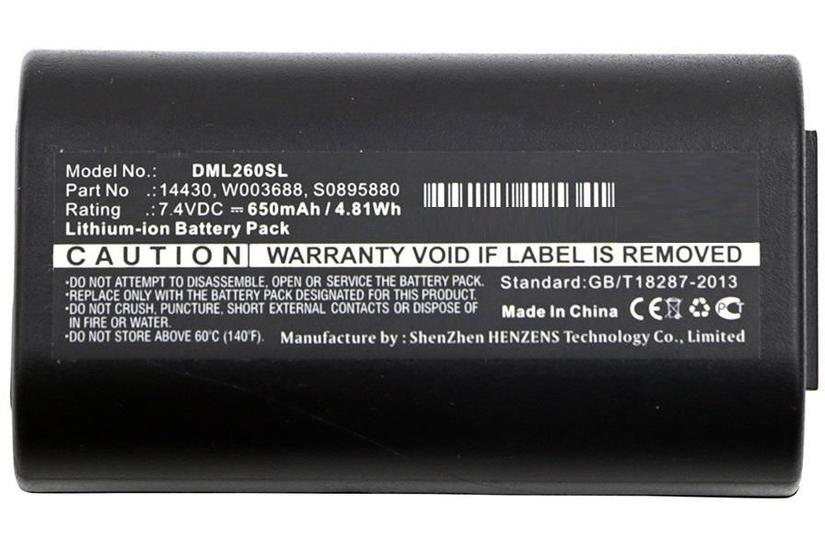 Model No.: DML260SL
Part No .: 14430, W003688, S0895880
Rating .: 7.4VDC ⎓ 650mAh / 4.81Wh
Lithium-ion Battery Pack
CAUTION WARRANTY VOID IF LABEL IS REMOVED
·DO NOT ATTEMPT TO DISASSEMBLE, OPEN OR SERVICE THE BATTERY PACK.
·REPLACE ONLY WITH THE BATTERY DESIGNATED FOR THIS PRODUCT.
·DO NOT CRUSH, PUNCTURE, SHORT EXTERNAL CONTACTS OR DISPOSE OF
IN FIRE OR WATER.
·DO NOT STORE ABOVE 60°C (140°F).
Standard:GB/T18287-2013
Made In China CE PCT
Manufacture by : ShenZhen HENZENS Technology Co., Limited